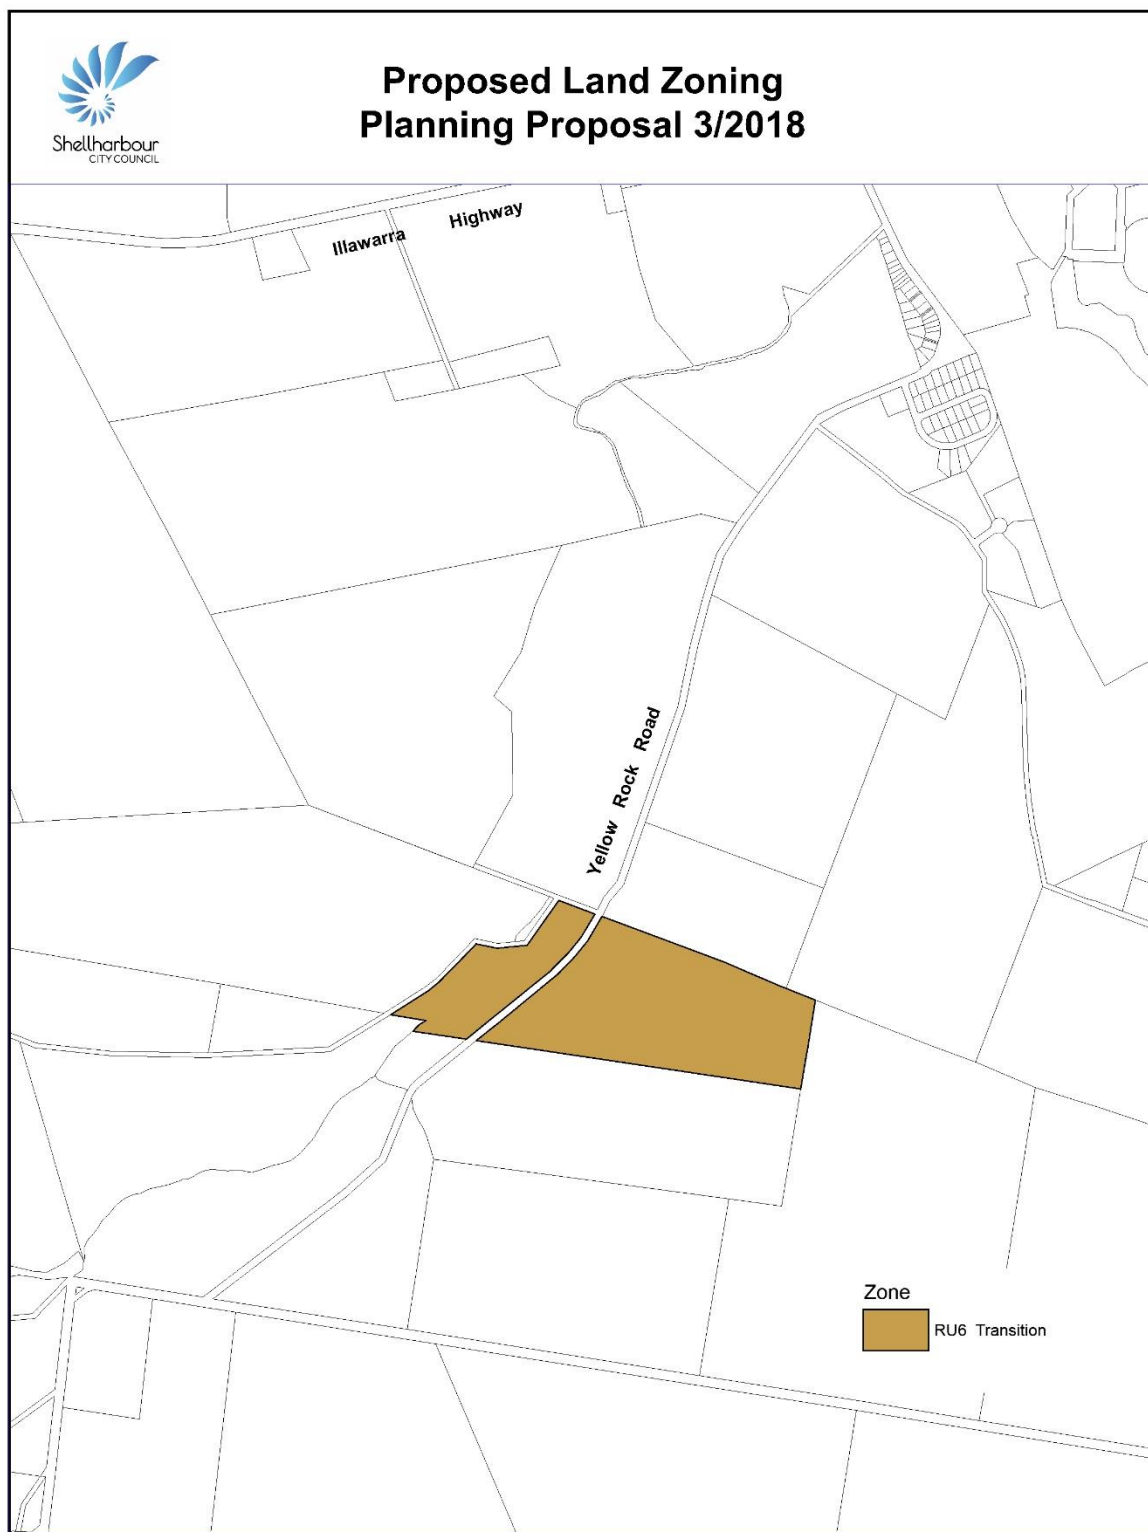 Shellharbour
CITY COUNCIL
Proposed Land Zoning
Planning Proposal 3/2018
Illawarra Highway
Yellow Rock Road
Zone
RU6 Transition